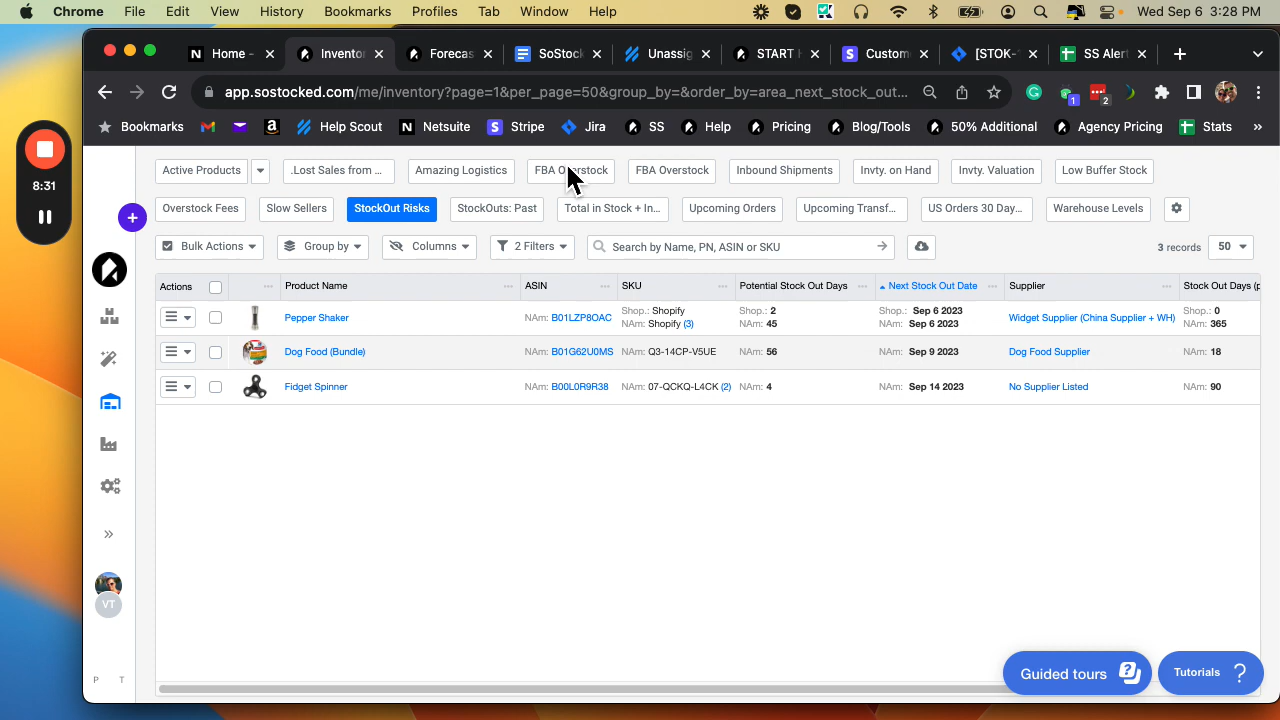 Chrome File Edit View History Bookmarks Profiles Tab Window Help Wed Sep 6 3:28 PM
Home - Invento Forecas SoStock Unassig START H Custom [STOK- SS Alert
app.sostocked.com/me/inventory?page=1&per_page=50&group_by=&order_by=area_next_stock_out...
1 2
Bookmarks Help Scout Netsuite Stripe Jira SS Help Pricing Blog/Tools 50% Additional Agency Pricing Stats »
8:31
Active Products .Lost Sales from ... Amazing Logistics FBA Overstock FBA Overstock Inbound Shipments Invty. on Hand Invty. Valuation Low Buffer Stock
Overstock Fees Slow Sellers StockOut Risks StockOuts: Past Total in Stock + In... Upcoming Orders Upcoming Transf... US Orders 30 Day... Warehouse Levels
Bulk Actions Group by Columns 2 Filters Search by Name, PN, ASIN or SKU 3 records 50
Actions Product Name ASIN SKU Potential Stock Out Days Next Stock Out Date Supplier Stock Out Days (p
Pepper Shaker NAm: B01LZP8OAC Shop.: Shopify NAm: Shopify (3) Shop.: 2 NAm: 45 Shop.: Sep 6 2023 NAm: Sep 6 2023 Widget Supplier (China Supplier + WH) Shop.: 0 NAm: 365
Dog Food (Bundle) NAm: B01G62U0MS NAm: Q3-14CP-V5UE NAm: 56 NAm: Sep 9 2023 Dog Food Supplier NAm: 18
Fidget Spinner NAm: B00L0R9R38 NAm: 07-QCKQ-L4CK (2) NAm: 4 NAm: Sep 14 2023 No Supplier Listed NAm: 90
VT
P T
Guided tours
Tutorials ?